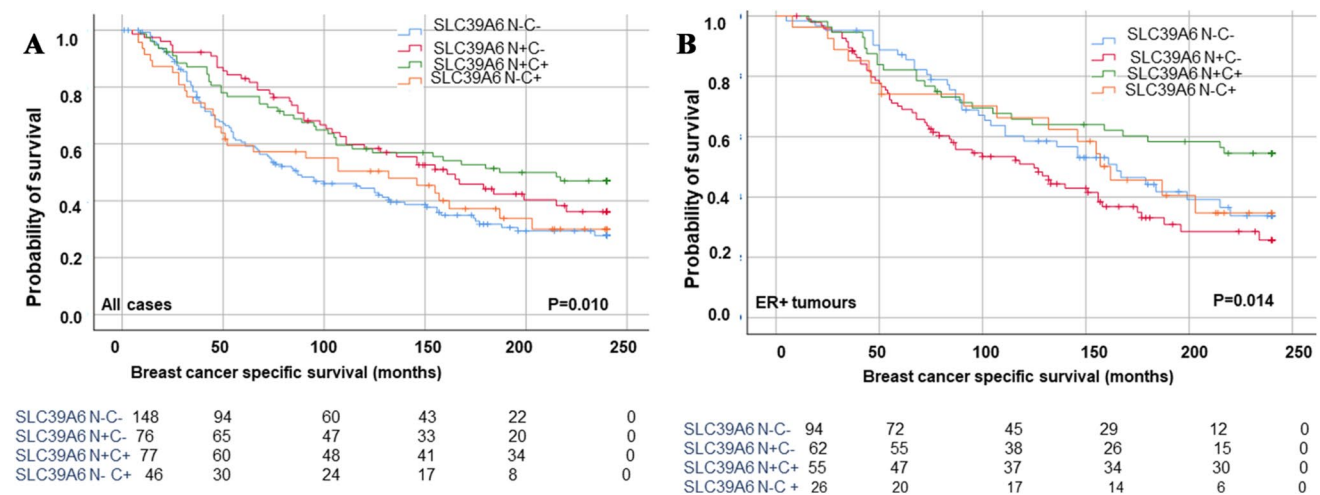 A
SLC39A6 N-C-
SLC39A6 N+C-
SLC39A6 N+C+
SLC39A6 N-C+
Probability of survival
1.0
0.8
0.6
0.4
0.2
0.0
All cases
P=0.010
0 50 100 150 200 250
Breast cancer specific survival (months)
SLC39A6 N-C- 148 94 60 43 22 0
SLC39A6 N+C- 76 65 47 33 20 0
SLC39A6 N+C+ 77 60 48 41 34 0
SLC39A6 N- C+ 46 30 24 17 8 0
B
SLC39A6 N-C-
SLC39A6 N+C-
SLC39A6 N+C+
SLC39A6 N-C+
Probability of survival
1.0
0.8
0.6
0.4
0.2
0.0
ER+ tumours
P=0.014
0 50 100 150 200 250
Breast cancer specific survival (months)
SLC39A6 N-C- 94 72 45 29 12 0
SLC39A6 N+C- 62 55 38 26 15 0
SLC39A6 N+C+ 55 47 37 34 30 0
SLC39A6 N-C + 26 20 17 14 6 0